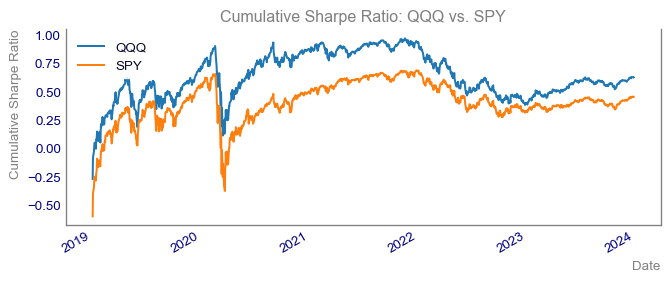 Cumulative Sharpe Ratio: QQQ vs. SPY
Cumulative Sharpe Ratio
1.00
0.75
0.50
0.25
0.00
−0.25
−0.50
QQQ
SPY
2019
2020
2021
2022
2023
2024
Date